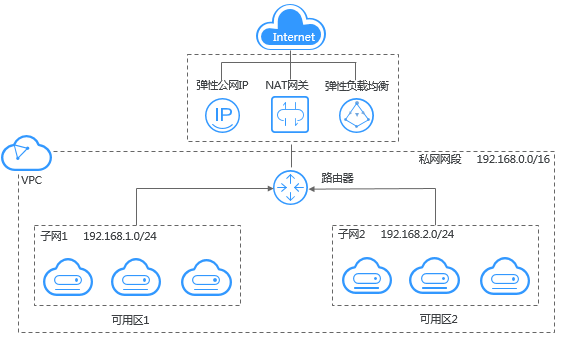 Internet
弹性公网IP
NAT网关
弹性负载均衡
IP
私网网段 192.168.0.0/16
VPC
路由器
子网1 192.168.1.0/24
子网2 192.168.2.0/24
可用区1
可用区2